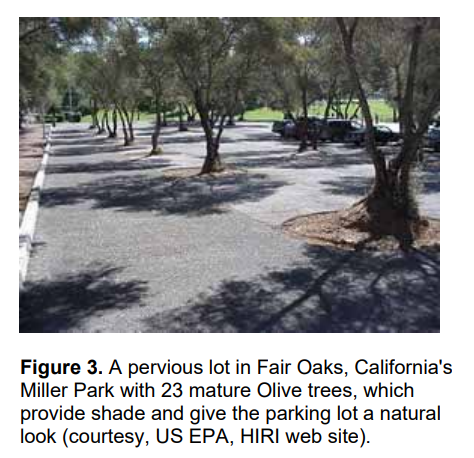 Figure 3. A pervious lot in Fair Oaks, California's
Miller Park with 23 mature Olive trees, which
provide shade and give the parking lot a natural
look (courtesy, US EPA, HIRI web site).